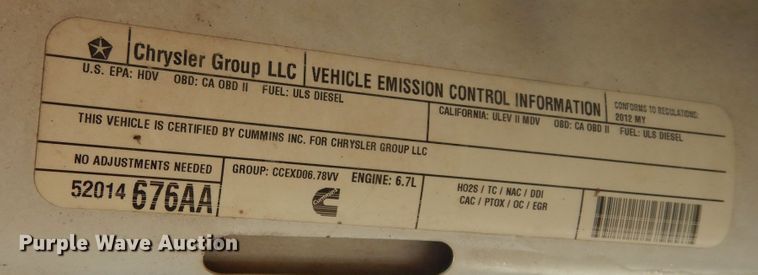 Chrysler Group LLC
VEHICLE EMISSION CONTROL INFORMATION
CONFORMS TO REGULATIONS:
2012 MY
U.S. EPA: HDV OBD: CA OBD II FUEL: ULS DIESEL
CALIFORNIA: ULEV II MDV OBD: CA OBD II FUEL: ULS DIESEL
THIS VEHICLE IS CERTIFIED BY CUMMINS INC. FOR CHRYSLER GROUP LLC
NO ADJUSTMENTS NEEDED
52014 676AA
GROUP: CCEXD06.78VV ENGINE: 6.7L
HO2S / TC / NAC / DDI
CAC / PTOX / OC / EGR
Purple Wave Auction